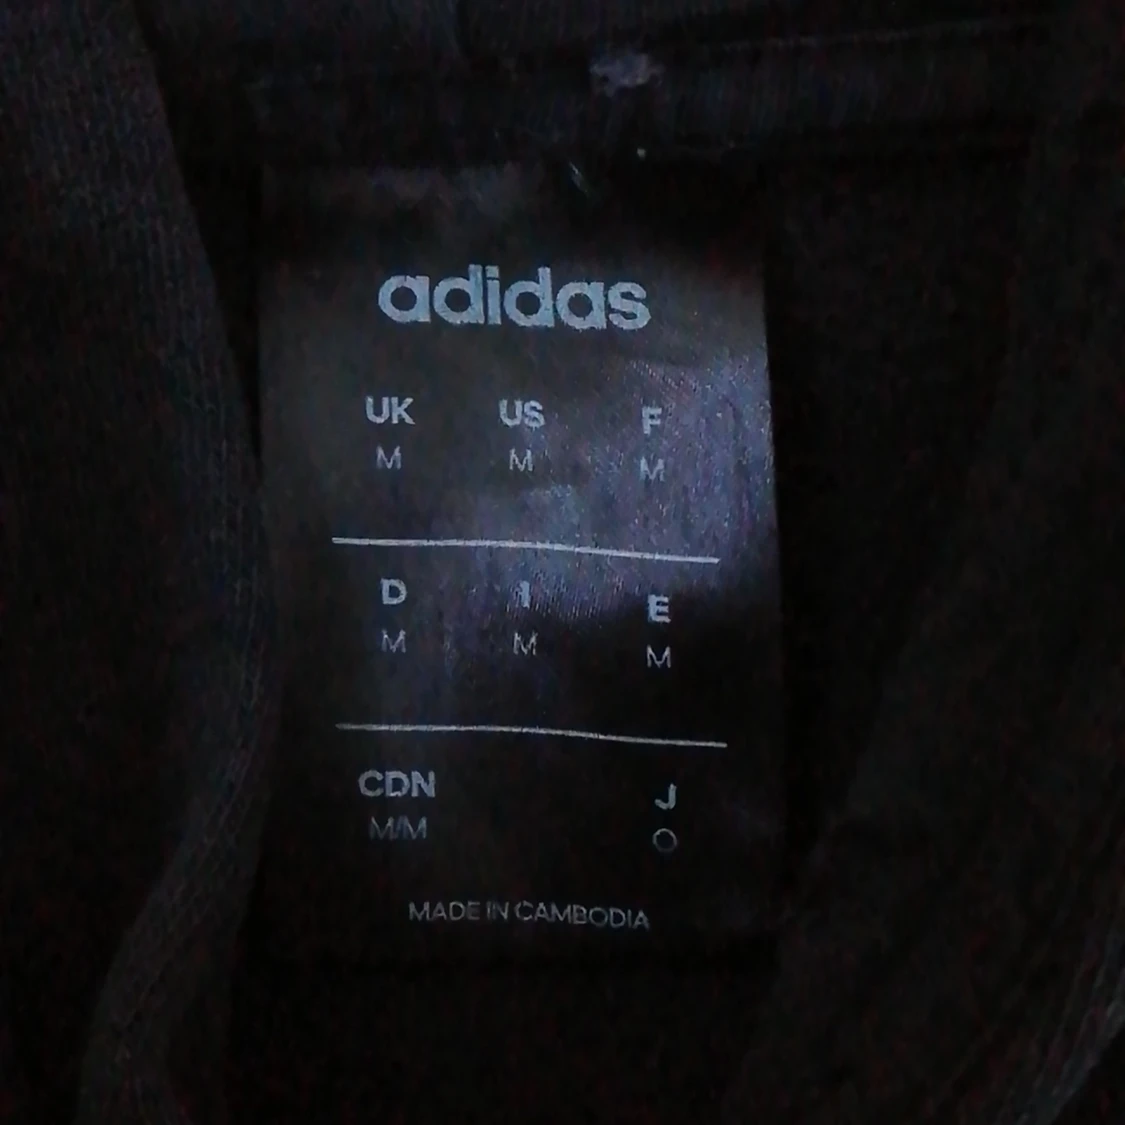 adidas
UK US F
M M M
D I E
M M M
CDN J
M/M O
MADE IN CAMBODIA